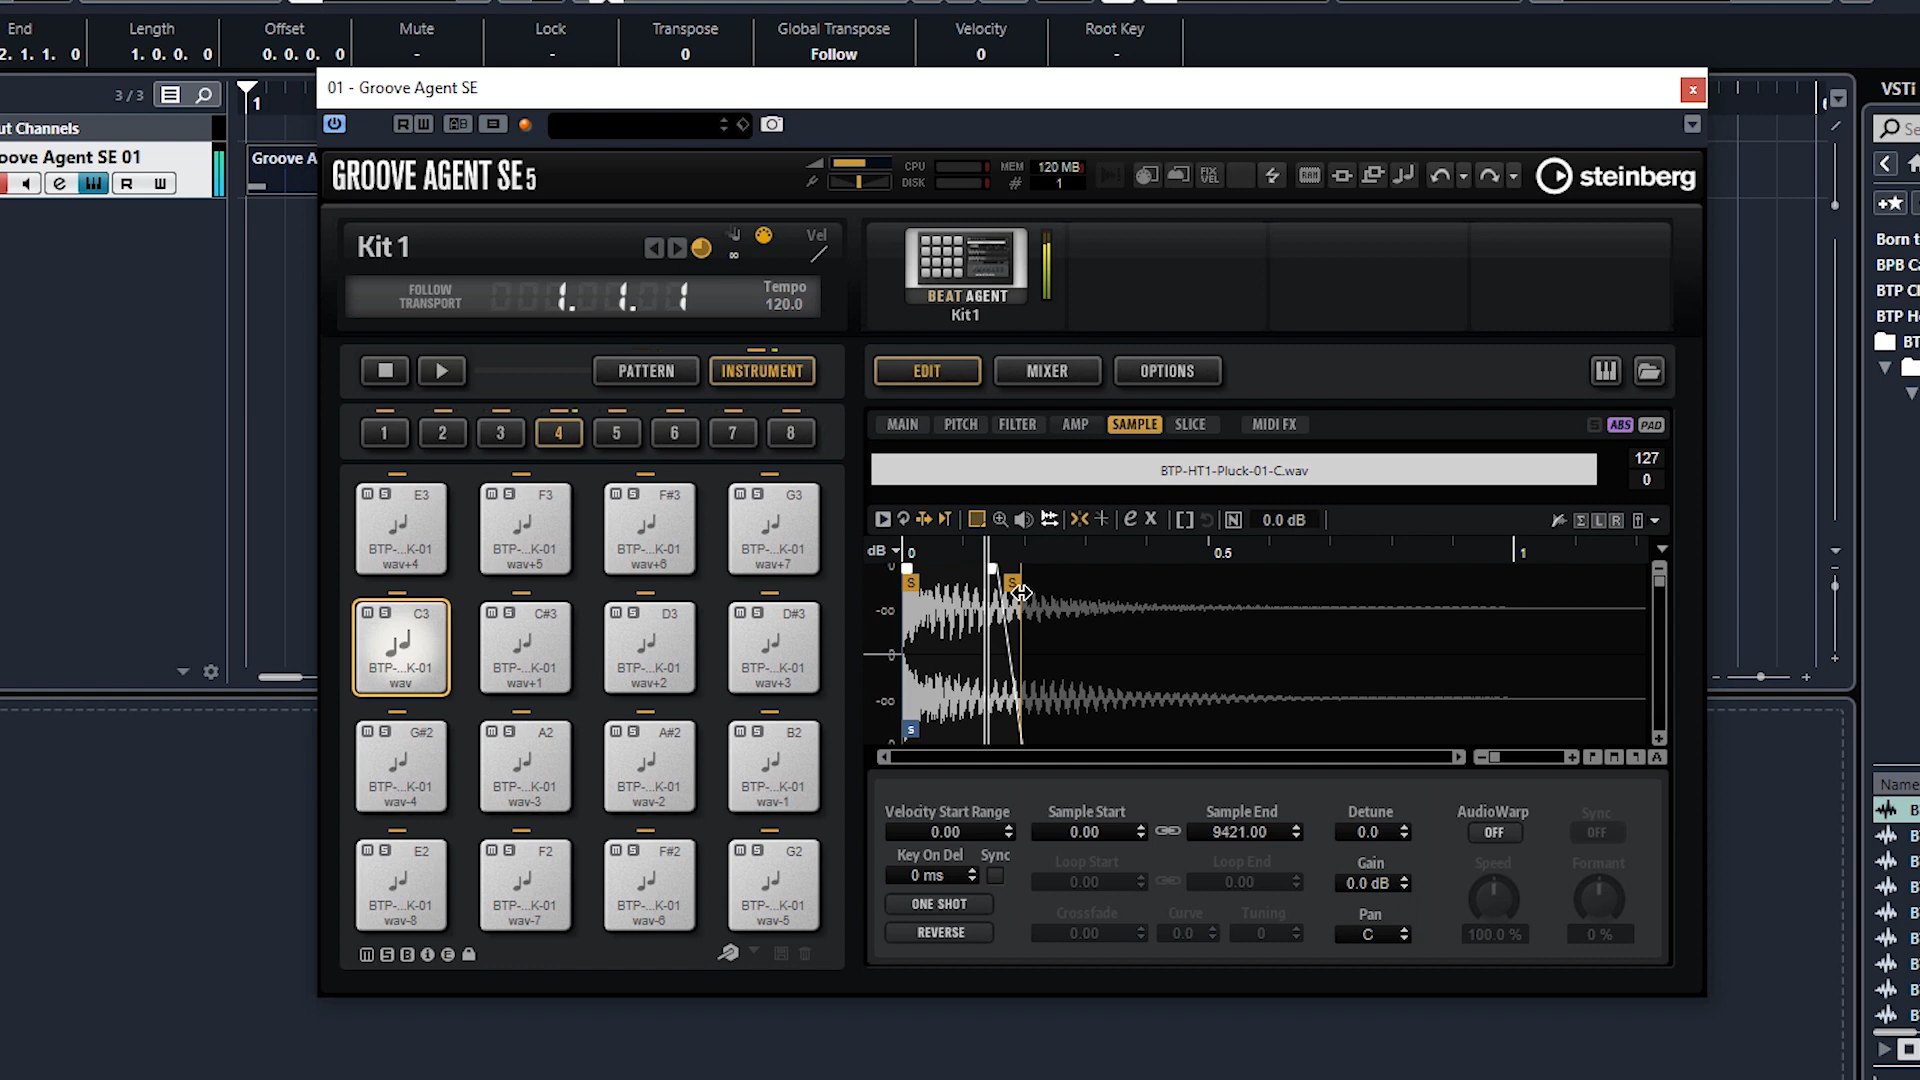 End Length Offset Mute Lock Transpose Global Transpose Velocity Root Key
2. 1. 1. 0 1. 0. 0. 0 0. 0. 0. 0 - - 0 Follow 0 -
01 - Groove Agent SE
VSTi
3 / 3
1
ut Channels
oove Agent SE 01
R
Groove A
R W
GROOVE AGENT SE5
CPU
DISK
MEM 120 MB
# 1
FIX VEL
steinberg
Kit 1
Vel
FOLLOW TRANSPORT
1. 1. 1
Tempo
120.0
BEAT AGENT
Kit1
PATTERN INSTRUMENT
EDIT MIXER OPTIONS
1 2 3 4 5 6 7 8
MAIN PITCH FILTER AMP SAMPLE SLICE MIDI FX
S ABS PAD
BTP-HT1-Pluck-01-C.wav
127
0
0.0 dB
dB 0 0.5 1
M S E3 M S F3 M S F#3 M S G3
BTP-...K-01 BTP-...K-01 BTP-...K-01 BTP-...K-01
wav+4 wav+5 wav+6 wav+7
M S C3 M S C#3 M S D3 M S D#3
BTP-...K-01 BTP-...K-01 BTP-...K-01 BTP-...K-01
wav wav+1 wav+2 wav+3
M S G#2 M S A2 M S A#2 M S B2
BTP-...K-01 BTP-...K-01 BTP-...K-01 BTP-...K-01
wav-4 wav-3 wav-2 wav-1
M S E2 M S F2 M S F#2 M S G2
BTP-...K-01 BTP-...K-01 BTP-...K-01 BTP-...K-01
wav-8 wav-7 wav-6 wav-5
Velocity Start Range Sample Start Sample End Detune AudioWarp Sync
0.00 0.00 9421.00 0.0 OFF OFF
Key On Del Sync Loop Start Loop End Gain Speed Formant
0 ms 0.00 0.00 0.0 dB
ONE SHOT Crossfade Curve Tuning Pan
REVERSE 0.00 0.0 0 C 100.0 % 0 %
Se
Born t
BPB Ca
BTP Cl
BTP H
BT
Name